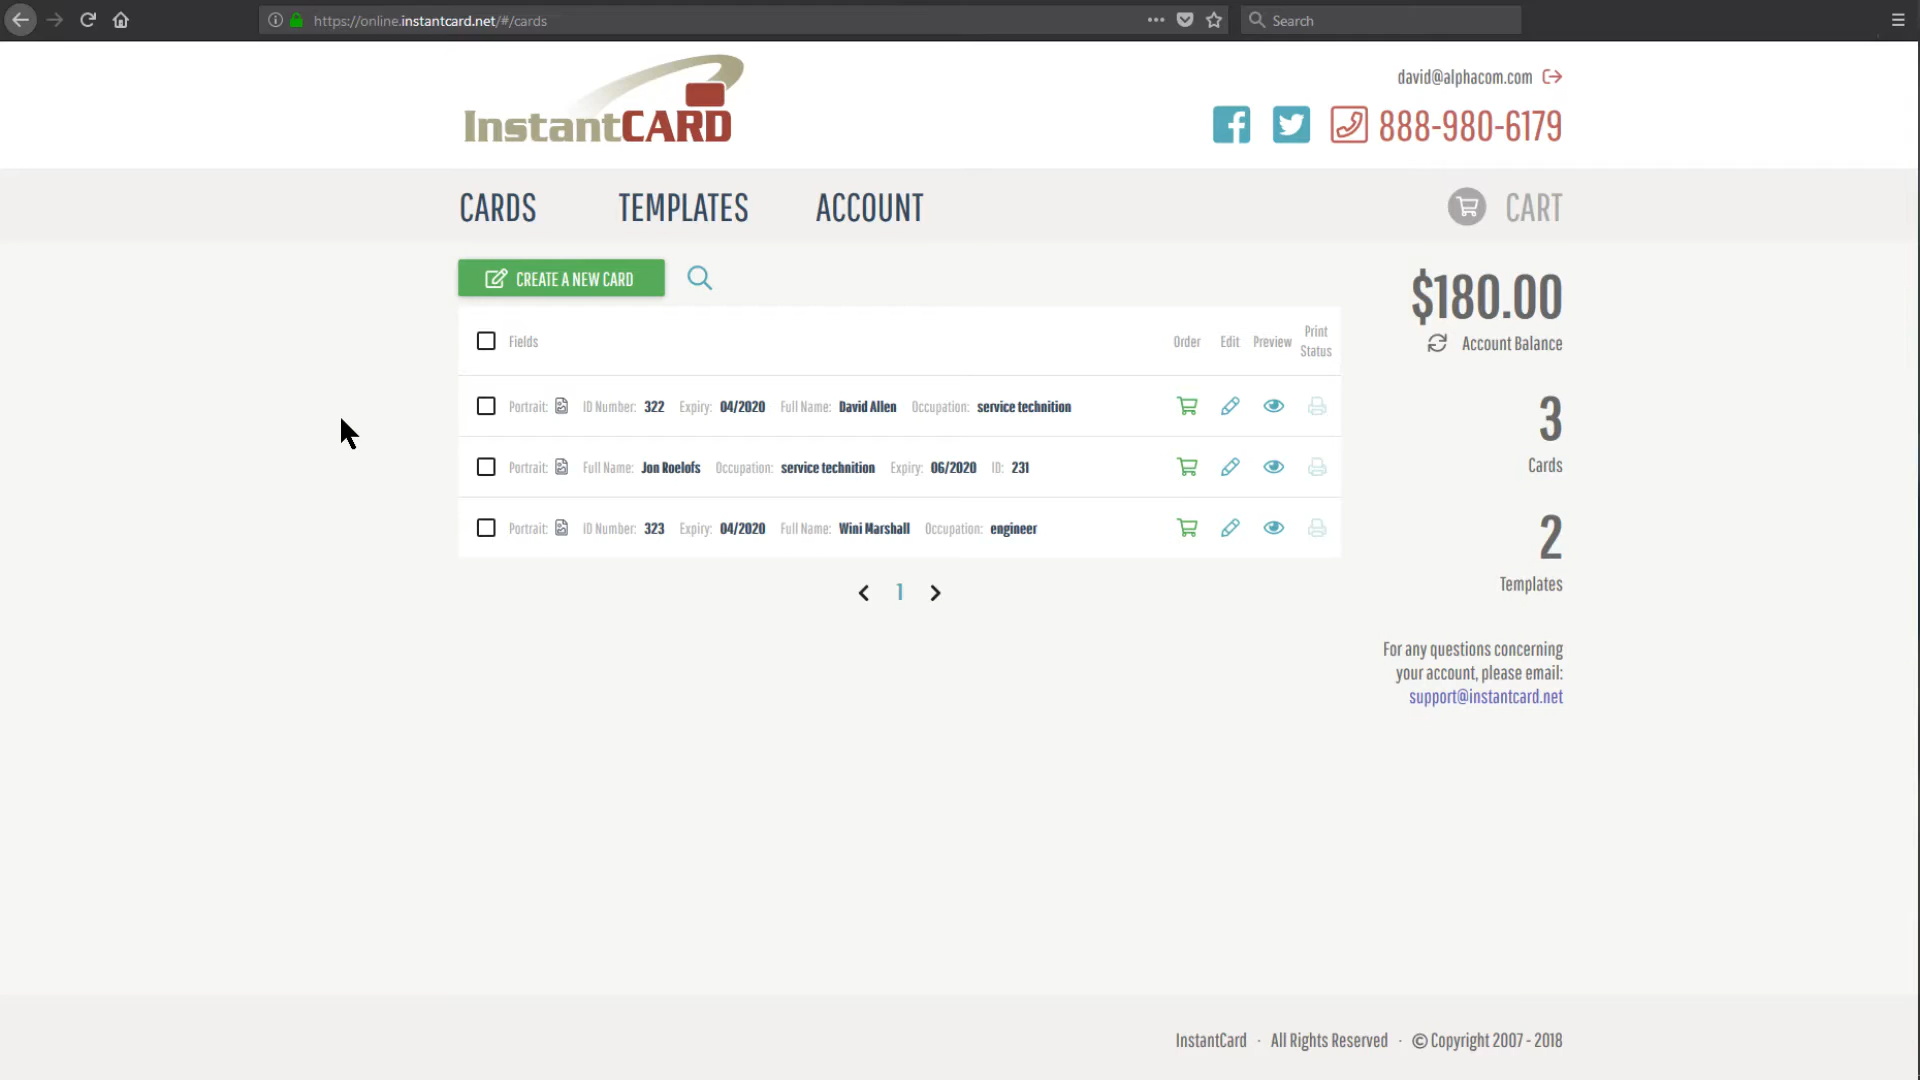 https://online.instantcard.net/#/cards
Search
InstantCARD
david@alphacom.com
888-980-6179
CARDS TEMPLATES ACCOUNT CART
CREATE A NEW CARD
$180.00
Account Balance
Fields Order Edit Preview Print Status
Portrait: ID Number: 322 Expiry: 04/2020 Full Name: David Allen Occupation: service technition
Portrait: Full Name: Jon Roelofs Occupation: service technition Expiry: 06/2020 ID: 231
Portrait: ID Number: 323 Expiry: 04/2020 Full Name: Wini Marshall Occupation: engineer
1
3
Cards
2
Templates
For any questions concerning
your account, please email:
support@instantcard.net
InstantCard · All Rights Reserved · © Copyright 2007 - 2018